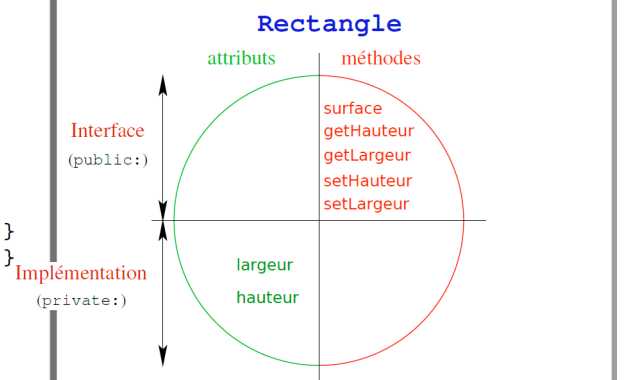 Rectangle
attributs méthodes
surface
Interface getHauteur
(public:) getLargeur
setHauteur
setLargeur
}
}
Implémentation largeur
(private:) hauteur